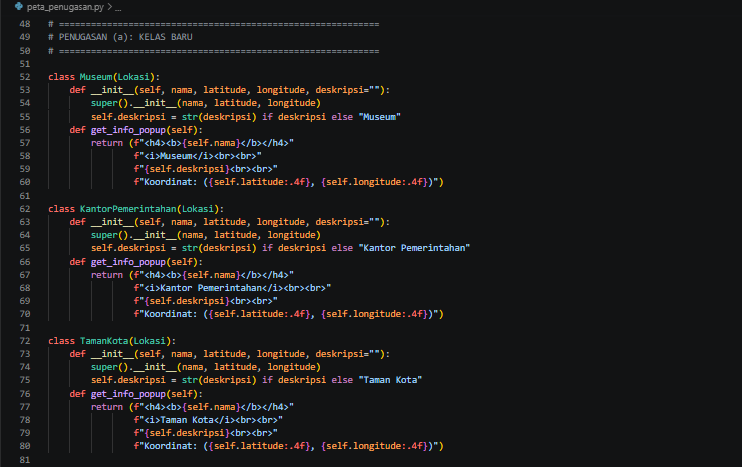 peta_penugasan.py > ...
48 # ============================================================
49 # PENUGASAN (a): KELAS BARU
50 # ============================================================
51
52 class Museum(Lokasi):
53     def __init__(self, nama, latitude, longitude, deskripsi=""):
54         super().__init__(nama, latitude, longitude)
55         self.deskripsi = str(deskripsi) if deskripsi else "Museum"
56     def get_info_popup(self):
57         return (f"<h4><b>{self.nama}</b></h4>"
58                 f"<i>Museum</i><br><br>"
59                 f"{self.deskripsi}<br><br>"
60                 f"Koordinat: ({self.latitude:.4f}, {self.longitude:.4f})")
61
62 class KantorPemerintahan(Lokasi):
63     def __init__(self, nama, latitude, longitude, deskripsi=""):
64         super().__init__(nama, latitude, longitude)
65         self.deskripsi = str(deskripsi) if deskripsi else "Kantor Pemerintahan"
66     def get_info_popup(self):
67         return (f"<h4><b>{self.nama}</b></h4>"
68                 f"<i>Kantor Pemerintahan</i><br><br>"
69                 f"{self.deskripsi}<br><br>"
70                 f"Koordinat: ({self.latitude:.4f}, {self.longitude:.4f})")
71
72 class TamanKota(Lokasi):
73     def __init__(self, nama, latitude, longitude, deskripsi=""):
74         super().__init__(nama, latitude, longitude)
75         self.deskripsi = str(deskripsi) if deskripsi else "Taman Kota"
76     def get_info_popup(self):
77         return (f"<h4><b>{self.nama}</b></h4>"
78                 f"<i>Taman Kota</i><br><br>"
79                 f"{self.deskripsi}<br><br>"
80                 f"Koordinat: ({self.latitude:.4f}, {self.longitude:.4f})")
81